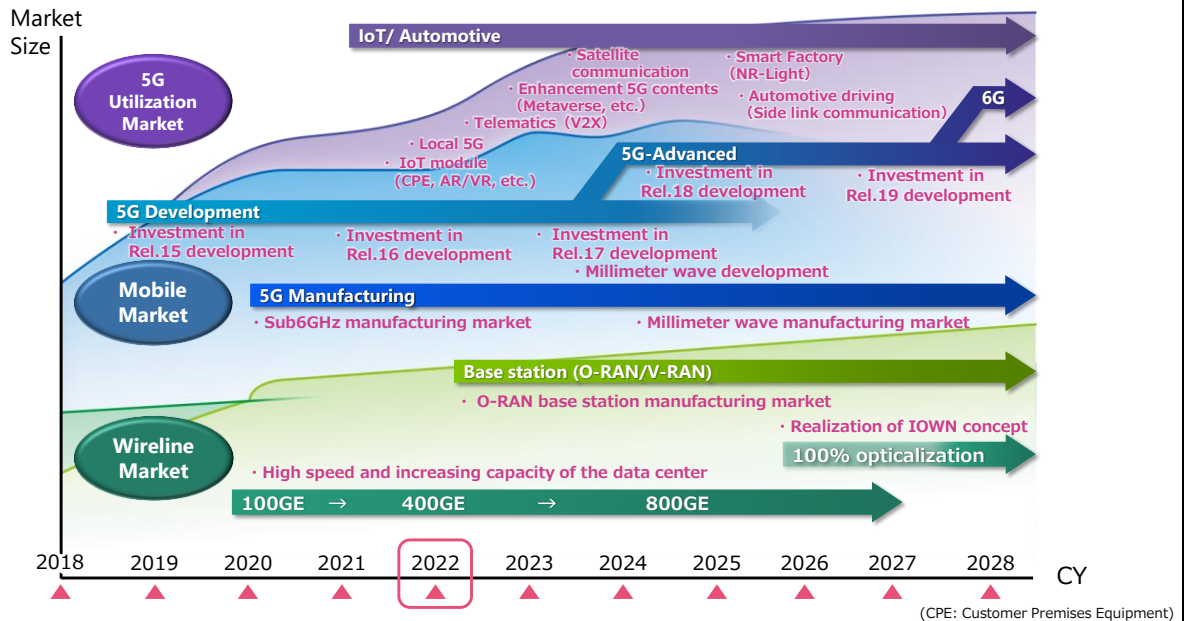 Market
Size
IoT/ Automotive
5G
Utilization
Market
・Satellite
communication
・Enhancement 5G contents
(Metaverse, etc.)
・Telematics (V2X)
・Local 5G
・IoT module
(CPE, AR/VR, etc.)
・Smart Factory
(NR-Light)
・Automotive driving
(Side link communication)
6G
5G-Advanced
・Investment in
Rel.18 development
・Investment in
Rel.19 development
5G Development
・Investment in
Rel.15 development
・Investment in
Rel.16 development
・Investment in
Rel.17 development
・Millimeter wave development
Mobile
Market
5G Manufacturing
・Sub6GHz manufacturing market
・Millimeter wave manufacturing market
Base station (O-RAN/V-RAN)
・O-RAN base station manufacturing market
・Realization of IOWN concept
100% opticalization
Wireline
Market
・High speed and increasing capacity of the data center
100GE → 400GE → 800GE
2018 2019 2020 2021 2022 2023 2024 2025 2026 2027 2028
CY
(CPE: Customer Premises Equipment)